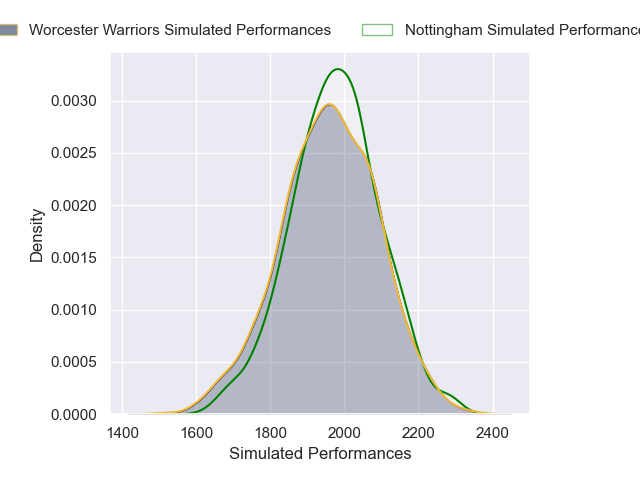 Worcester Warriors Simulated Performances
Nottingham Simulated Performance
0.0030
0.0025
0.0020
0.0015
0.0010
0.0005
0.0000
Density
1400 1600 1800 2000 2200 2400
Simulated Performances